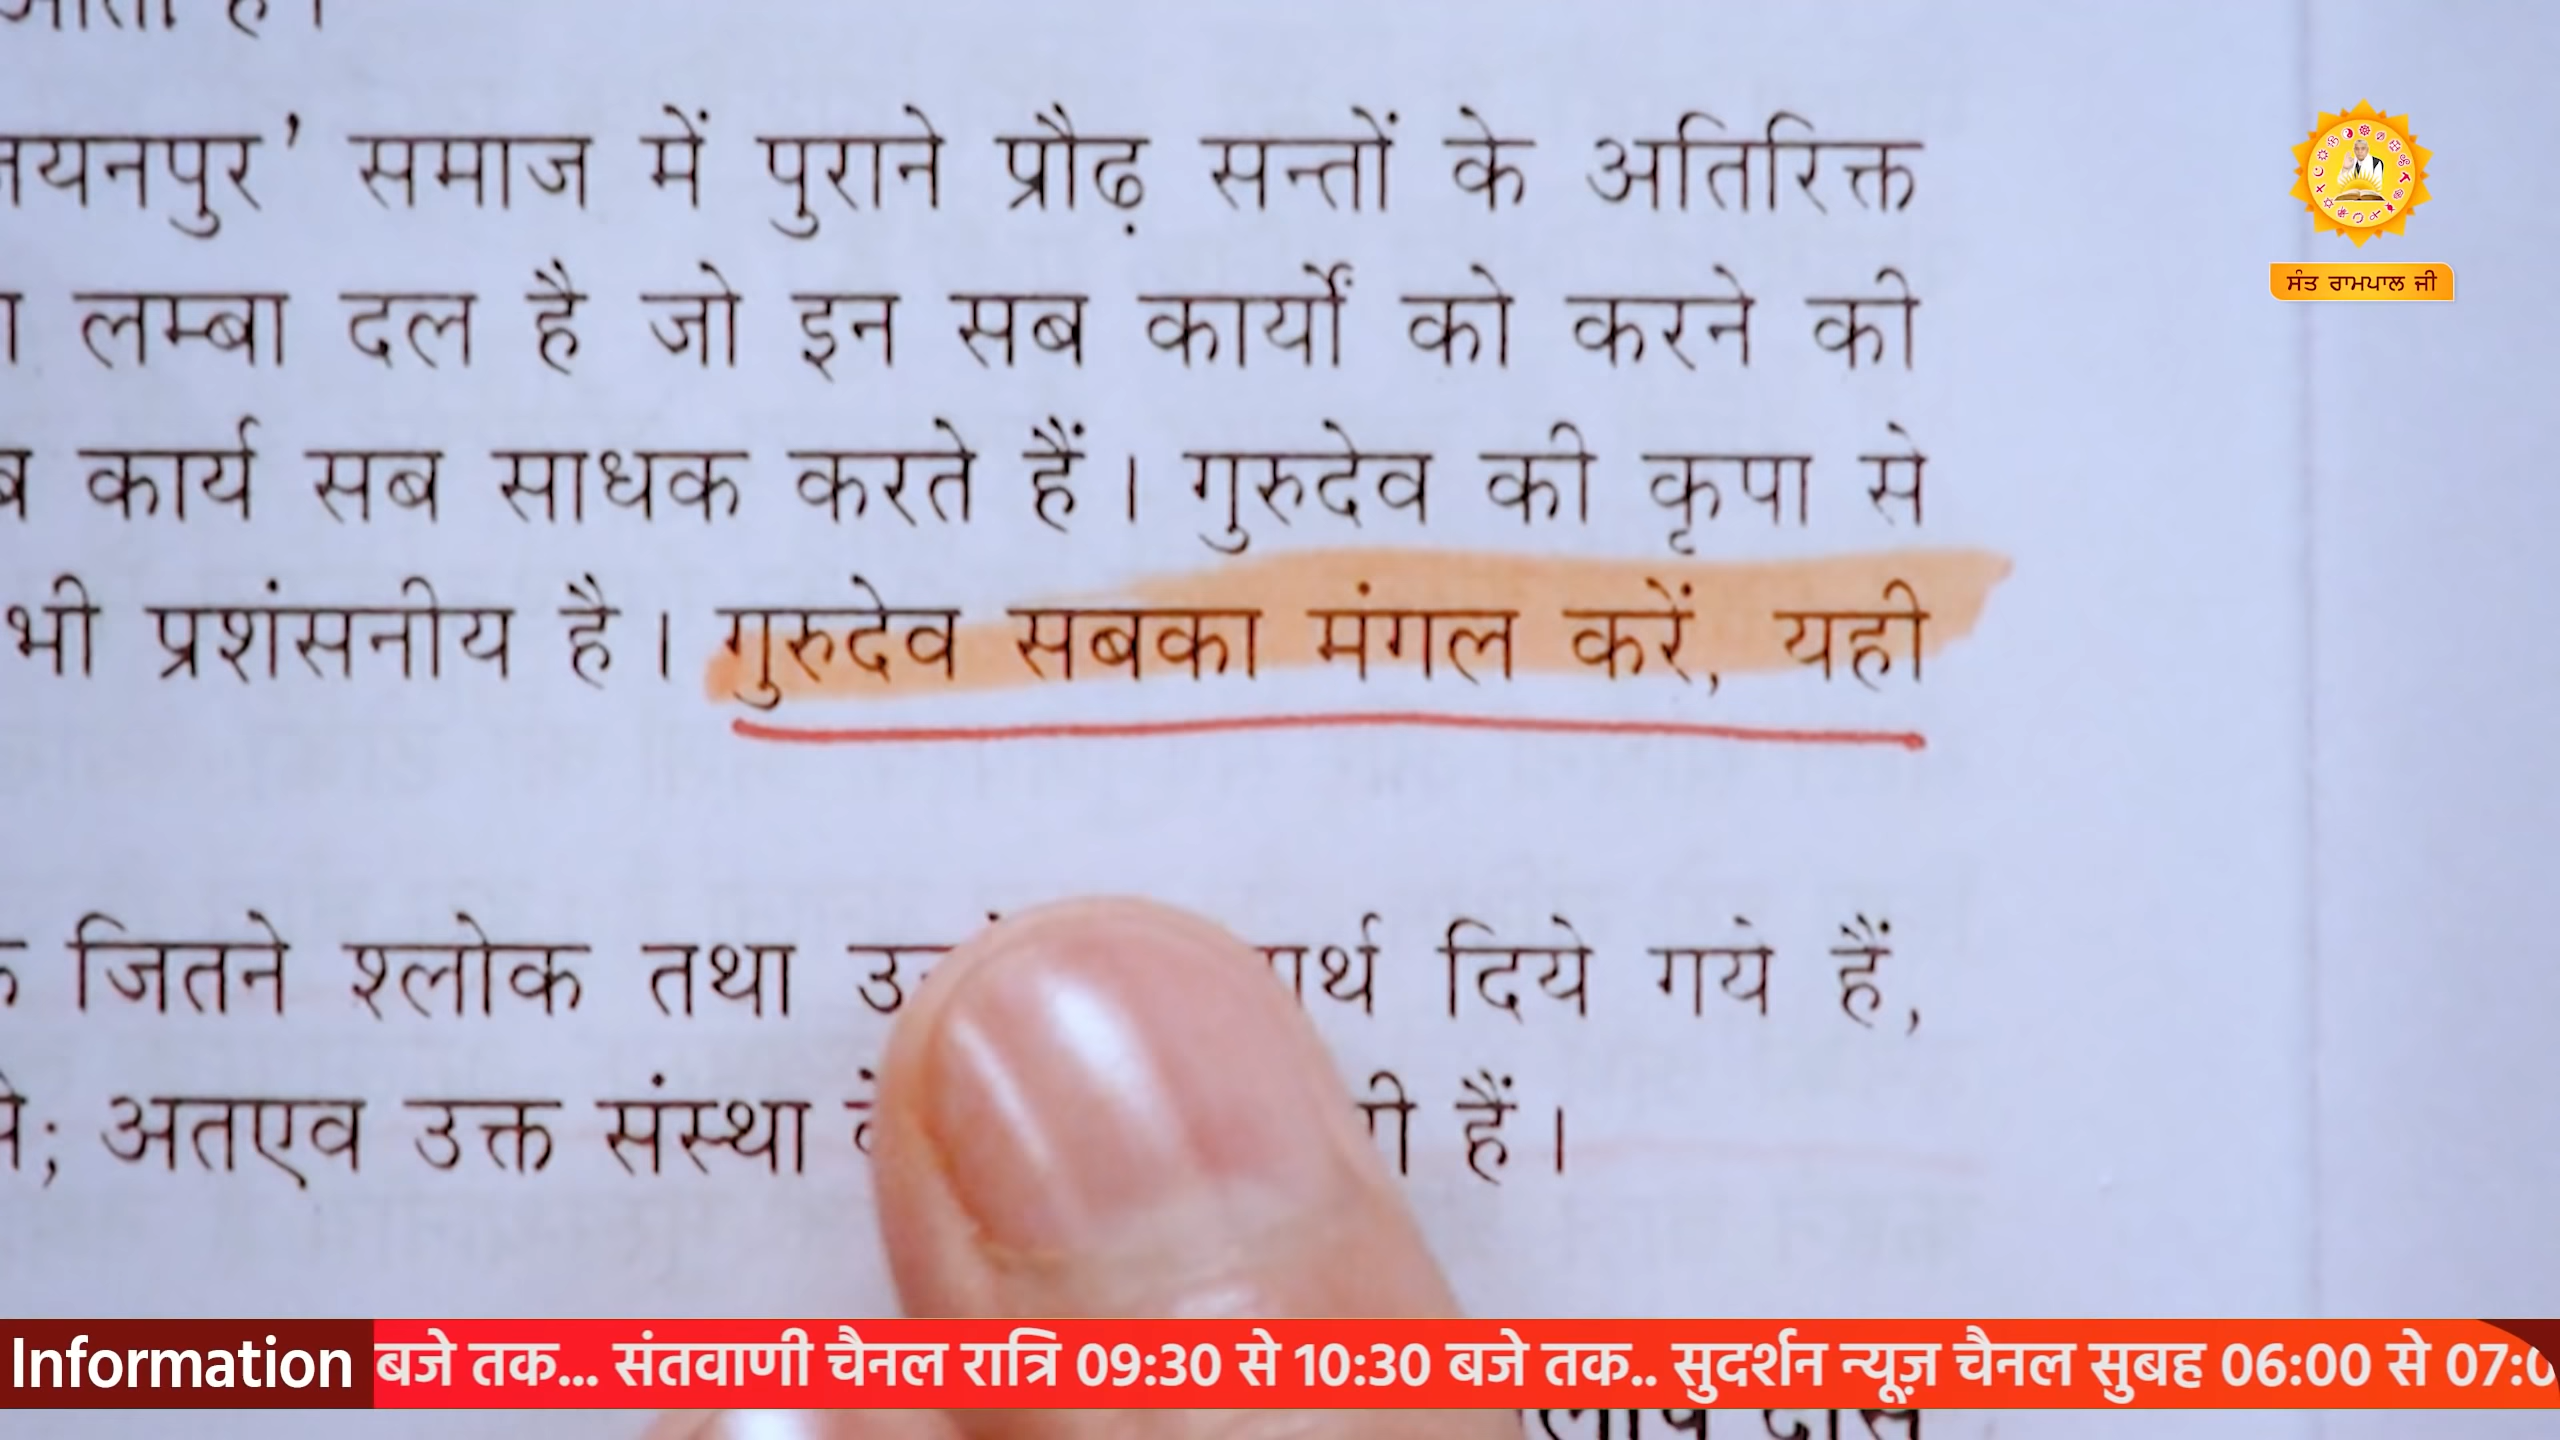 समाज में पुराने प्रौढ़ सन्तों के अतिरिक्त
लम्बा दल है जो इन सब कार्यों को करने की
कार्य सब साधक करते हैं। गुरुदेव की कृपा से
भी प्रशंसनीय है। गुरुदेव सबका मंगल करें, यही
जितने श्लोक तथा दिये गये हैं,
अतएव उक्त संस्था हैं।
ਸੰਤ ਰਾਮਪਾਲ ਜੀ
Information बजे तक... संतवाणी चैनल रात्रि 09:30 से 10:30 बजे तक.. सुदर्शन न्यूज़ चैनल सुबह 06:00 से